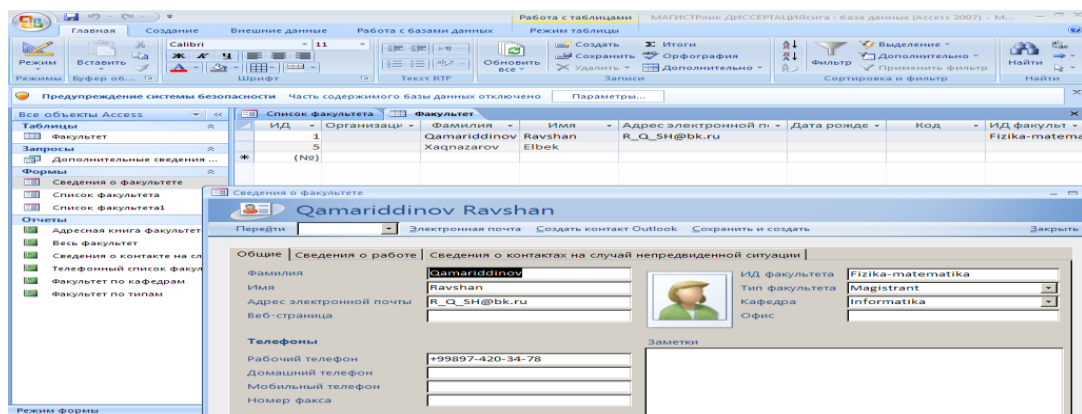 Работа с таблицами МАГИСТРлик ДИССЕРТАЦИЯсига : база данных (Access 2007) - M...
Главная Создание Внешние данные Работа с базами данных Режим таблицы
Calibri 11
Создать Итоги Выделение
Режим Вставить Ж К Ч Обновить все Сохранить Орфография Фильтр Дополнительно Найти
Удалить Дополнительно Применить фильтр
Режимы Буфер об... Шрифт Текст RTF Записи Сортировка и фильтр Найти
Предупреждение системы безопасности Часть содержимого базы данных отключено Параметры...
Все объекты Access Список факультета Факультет
Таблицы ИД Организаци Фамилия Имя Адрес электронной п Дата рожде Код ИД факульт
Факультет 1 Qamariddinov Ravshan R_Q_SH@bk.ru Fizika-matema
Запросы 5 Xaqnazarov Elbek
Дополнительные сведения ... (№)
Формы
Сведения о факультете
Список факультета
Список факультета1
Отчеты
Адресная книга факультет
Весь факультет
Сведения о контакте на сл
Телефонный список факул
Факультет по кафедрам
Факультет по типам
Сведения о факультете
Qamariddinov Ravshan
Перейти Электронная почта Создать контакт Outlook Сохранить и создать Закрыть
Общие Сведения о работе Сведения о контактах на случай непредвиденной ситуации
Фамилия Qamariddinov ИД факультета Fizika-matematika
Имя Ravshan Тип факультета Magistrant
Адрес электронной почты R_Q_SH@bk.ru Кафедра Informatika
Веб-страница Офис
Телефоны Заметки
Рабочий телефон +99897-420-34-78
Домашний телефон
Мобильный телефон
Номер факса
Режим формы